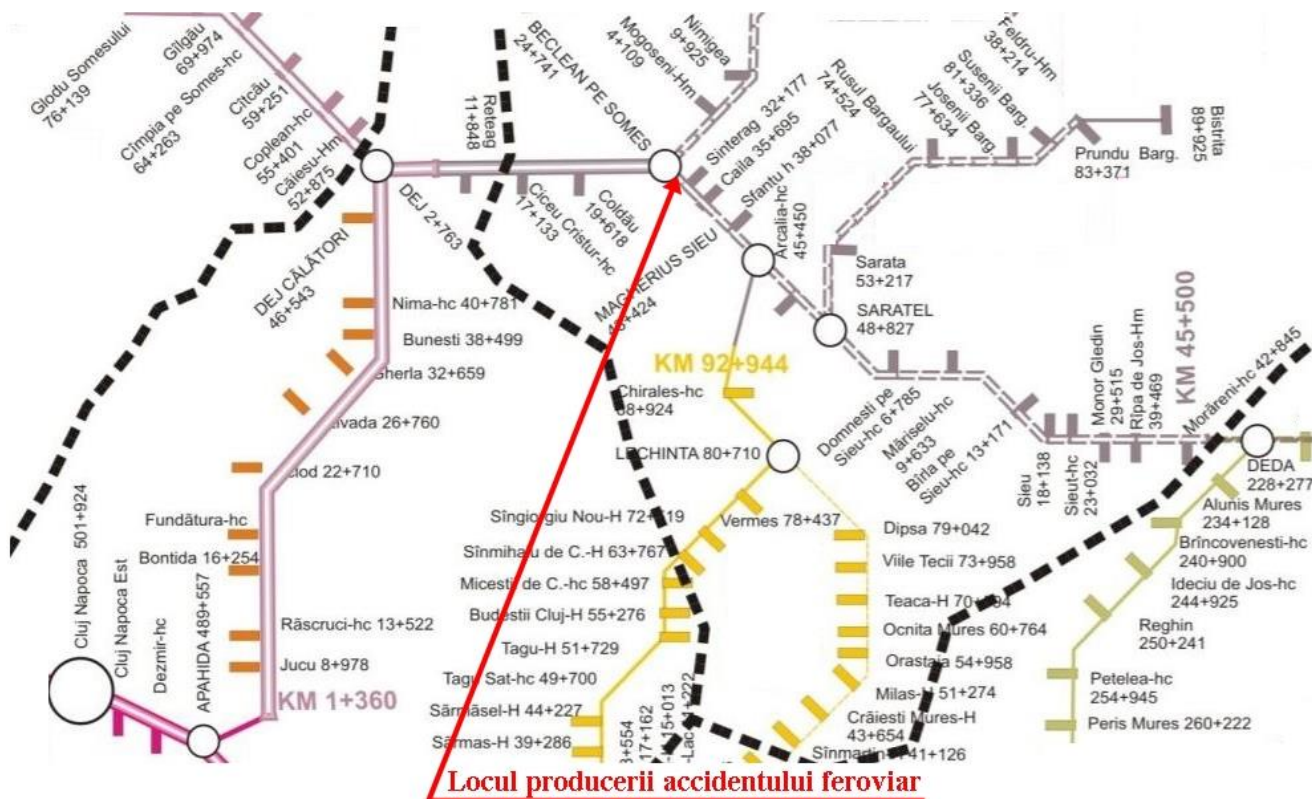 Glodu Somesului
76+139
Gîlgău
69+974
Cîmpia pe Somes-hc
64+263
Cîtcău
59+251
Coplean-hc
55+401
Căiesu-Hm
52+875
DEJ 2+763
DEJ CĂLĂTORI
46+543
Nima-hc 40+781
Bunesti 38+499
Gherla 32+659
22+710
Fundătura-hc
Bontida 16+254
Răscruci-hc 13+522
Jucu 8+978
KM 1+360
Cluj Napoca 501+924
Cluj Napoca Est
Dezmir-hc
APAHIDA 489+557
Reteag
11+848
Ciceu Cristur-hc
17+133
Coldău
19+618
BECLEAN PE SOMES
24+741
Mogoseni-Hm
4+109
Nimigea
9+925
Sinterag 32+177
Caila 35+695
Sfantu h 38+077
MAGHERIUS SIEU
Arcalia-hc
45+450
Rusul Bargaului
74+524
Josenii Barg.
77+634
Susenii Barg.
81+336
Feldru-Hm
38+214
Prundu Barg.
83+371
Bistrita
89+925
Sarata
53+217
SARATEL
48+827
KM 92+944
Chirales-hc
LECHINTA 80+710
Domnesti pe
Sieu-hc 6+785
Măriselu-hc
9+633
Bîrla pe
Sieu-hc 13+171
Sieu
18+138
Sieut-hc
23+032
Monor Gledin
29+515
Rîpa de Jos-Hm
39+469
KM 45+500
Morăreni-hc 42+845
DEDA
228+277
Alunis Mures
234+128
Brîncovenesti-hc
240+900
Ideciu de Jos-hc
244+925
Reghin
250+241
Petelea-hc
254+945
Peris Mures 260+222
Vermes 78+437
Sîngiorgiu Nou-H
Sînmihaiu de C.-H 63+767
Micestii de C.-hc 58+497
Budestii Cluj-H 55+276
Tagu-H 51+729
Tagu Sat-hc 49+700
Sărmăsel-H 44+227
Sărmas-H 39+286
Dipsa 79+042
Viile Tecii 73+958
Teaca-H
Ocnita Mures 60+764
Orastaia 54+958
Milas-H 51+274
Crăiesti Mures-H
43+654
41+126
Locul producerii accidentului feroviar